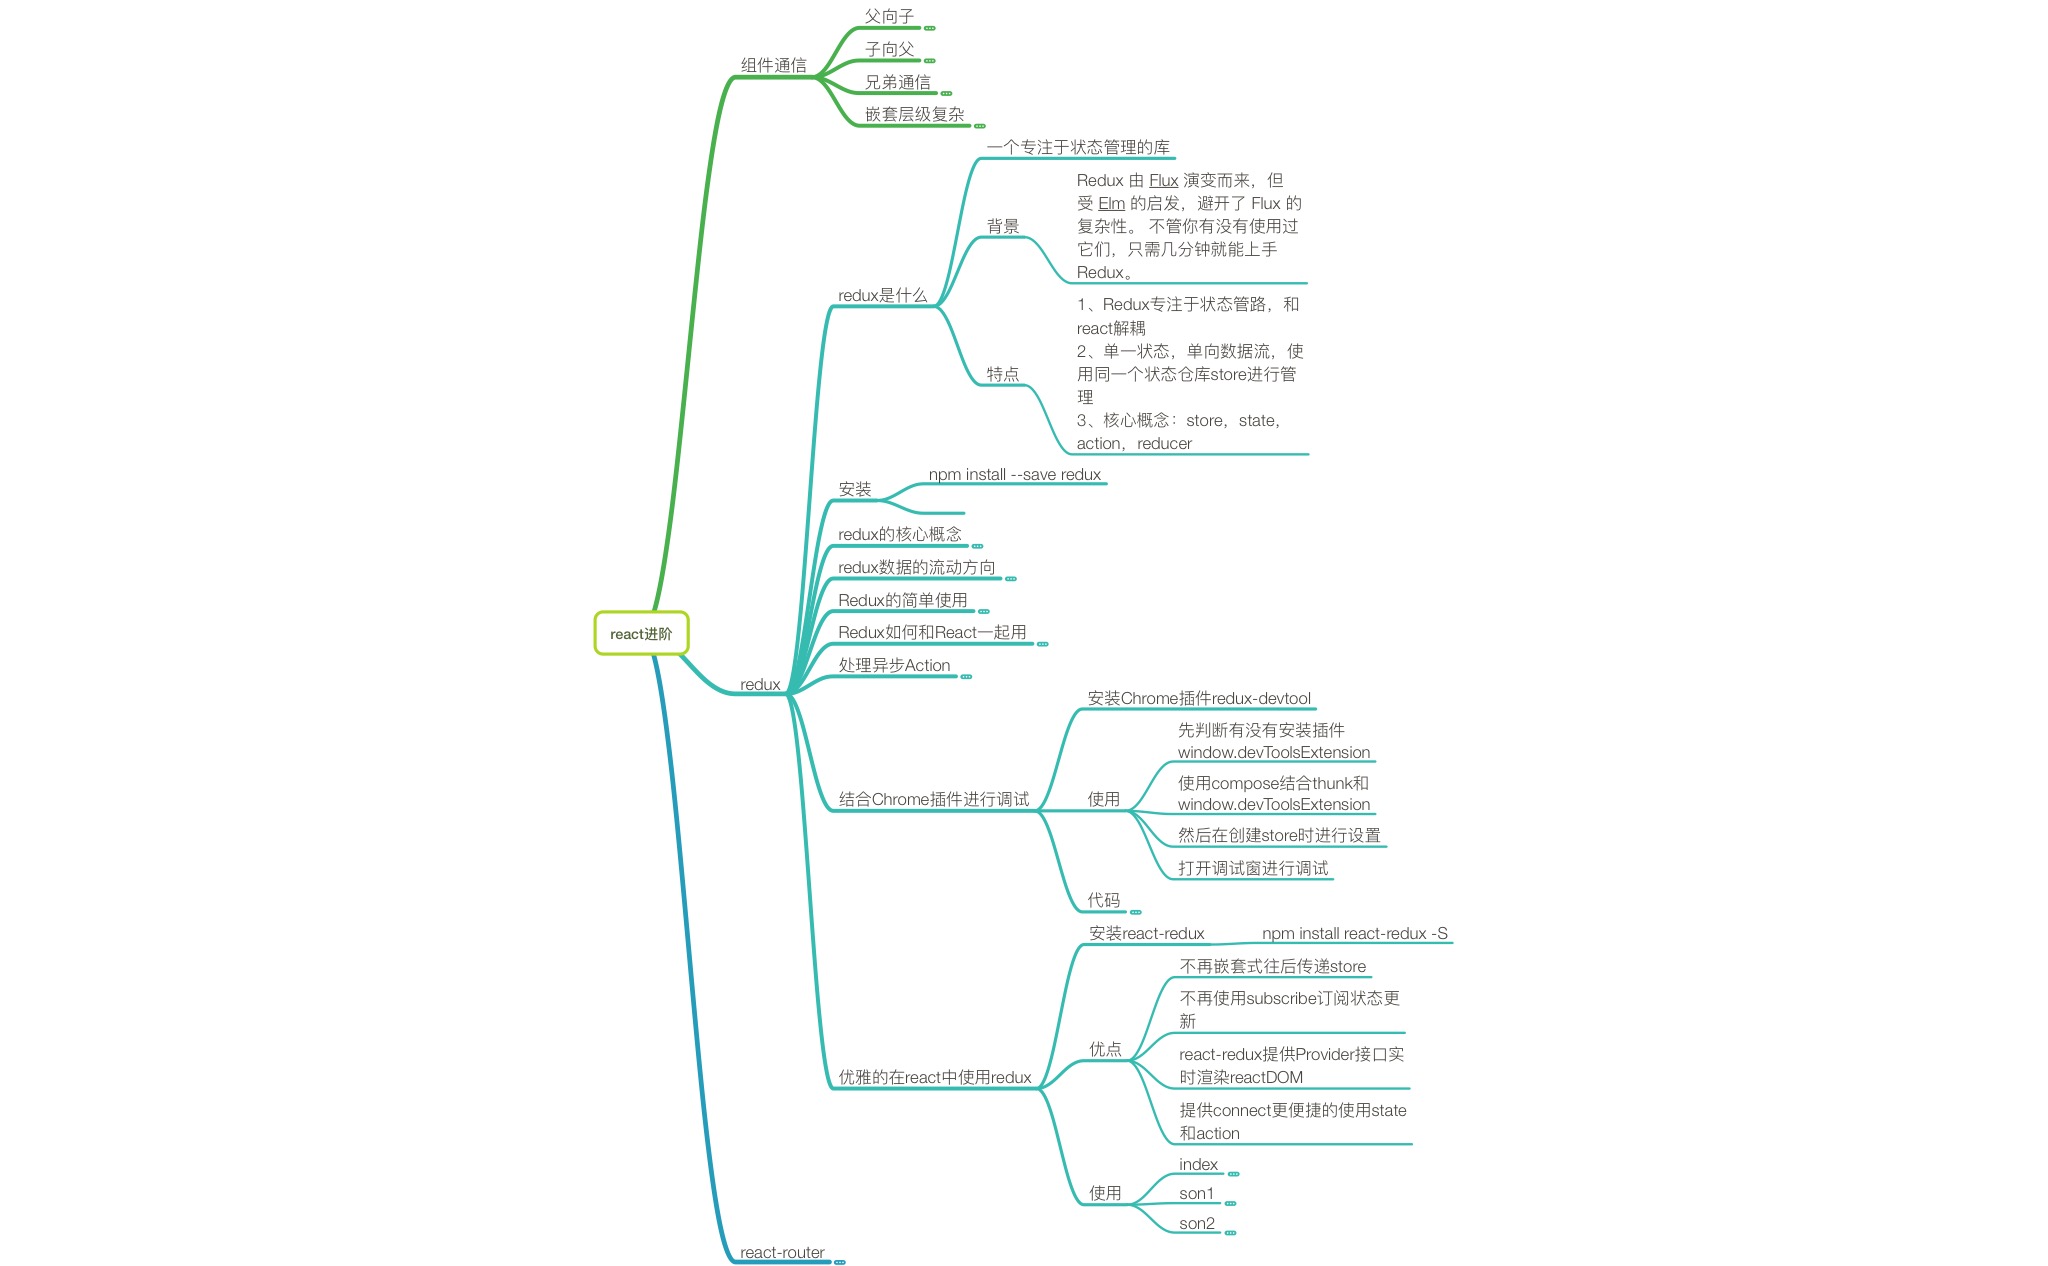 父向子
子向父
组件通信
兄弟通信
嵌套层级复杂
一个专注于状态管理的库
Redux 由 Flux 演变而来，但
受 Elm 的启发，避开了 Flux 的
背景
复杂性。 不管你有没有使用过
它们，只需几分钟就能上手
Redux。
redux是什么
1、Redux专注于状态管路，和
react解耦
2、单一状态，单向数据流，使
特点
用同一个状态仓库store进行管
理
3、核心概念：store，state，
action，reducer
安装
npm install --save redux
redux的核心概念
redux数据的流动方向
Redux的简单使用
react进阶
Redux如何和React一起用
处理异步Action
redux
安装Chrome插件redux-devtool
先判断有没有安装插件
window.devToolsExtension
结合Chrome插件进行调试
使用
使用compose结合thunk和
window.devToolsExtension
然后在创建store时进行设置
打开调试窗进行调试
代码
安装react-redux
npm install react-redux -S
不再嵌套式往后传递store
不再使用subscribe订阅状态更
新
优点
react-redux提供Provider接口实
时渲染reactDOM
优雅的在react中使用redux
提供connect更便捷的使用state
和action
使用
index
son1
son2
react-router